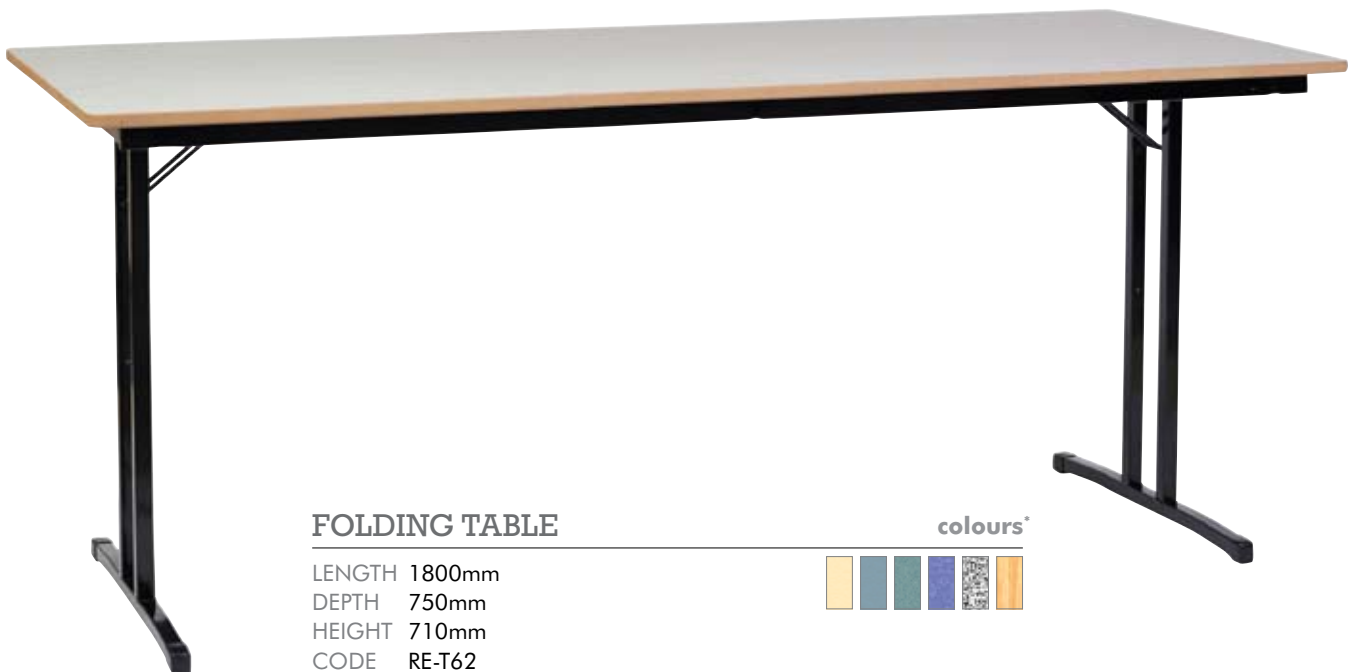 FOLDING TABLE
colours*
LENGTH 1800mm
DEPTH 750mm
HEIGHT 710mm
CODE RE-T62